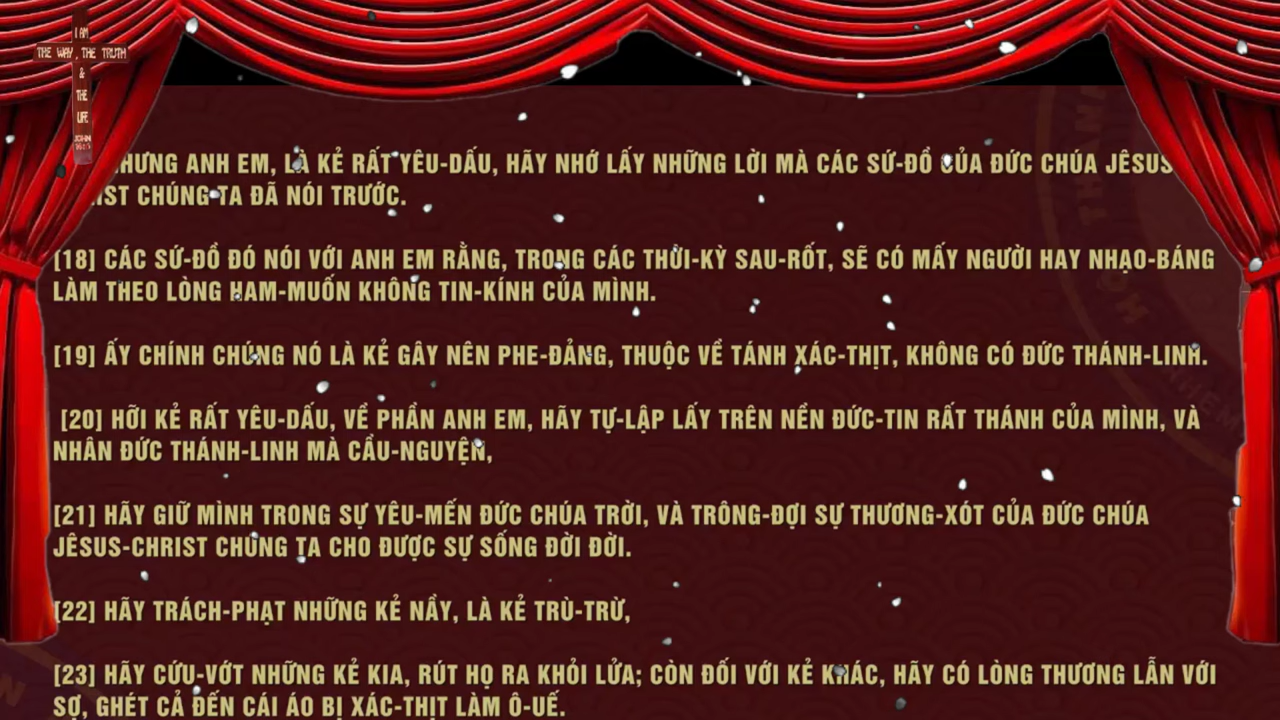 I AM
THE WAY, THE TRUTH
&
THE
LIFE
JOHN
HƯNG ANH EM, LÀ KẺ RẤT YÊU-DẤU, HÃY NHỚ LẤY NHỮNG LỜI MÀ CÁC SỨ-ĐỒ CỦA ĐỨC CHÚA JÊSUS
IST CHÚNG TA ĐÃ NÓI TRƯỚC.
[18] CÁC SỨ-ĐỒ ĐÓ NÓI VỚI ANH EM RẰNG, TRONG CÁC THỜI-KỲ SAU-RỐT, SẼ CÓ MẤY NGƯỜI HAY NHẠO-BÁNG
LÀM THEO LÒNG HAM-MUỐN KHÔNG TIN-KÍNH CỦA MÌNH.
[19] ẤY CHÍNH CHÚNG NÓ LÀ KẺ GÂY NÊN PHE-ĐẢNG, THUỘC VỀ TÁNH XÁC-THỊT, KHÔNG CÓ ĐỨC THÁNH-LINH.
[20] HỠI KẺ RẤT YÊU-DẤU, VỀ PHẦN ANH EM, HÃY TỰ-LẬP LẤY TRÊN NỀN ĐỨC-TIN RẤT THÁNH CỦA MÌNH, VÀ
NHÂN ĐỨC THÁNH-LINH MÀ CẦU-NGUYỆN,
[21] HÃY GIỮ MÌNH TRONG SỰ YÊU-MẾN ĐỨC CHÚA TRỜI, VÀ TRÔNG-ĐỢI SỰ THƯƠNG-XÓT CỦA ĐỨC CHÚA
JÊSUS-CHRIST CHÚNG TA CHO ĐƯỢC SỰ SỐNG ĐỜI ĐỜI.
[22] HÃY TRÁCH-PHẠT NHỮNG KẺ NẦY, LÀ KẺ TRÙ-TRỪ,
[23] HÃY CỨU-VỚT NHỮNG KẺ KIA, RÚT HỌ RA KHỎI LỬA; CÒN ĐỐI VỚI KẺ KHÁC, HÃY CÓ LÒNG THƯƠNG LẪN VỚI
SỢ, GHÉT CẢ ĐẾN CÁI ÁO BỊ XÁC-THỊT LÀM Ô-UẾ.